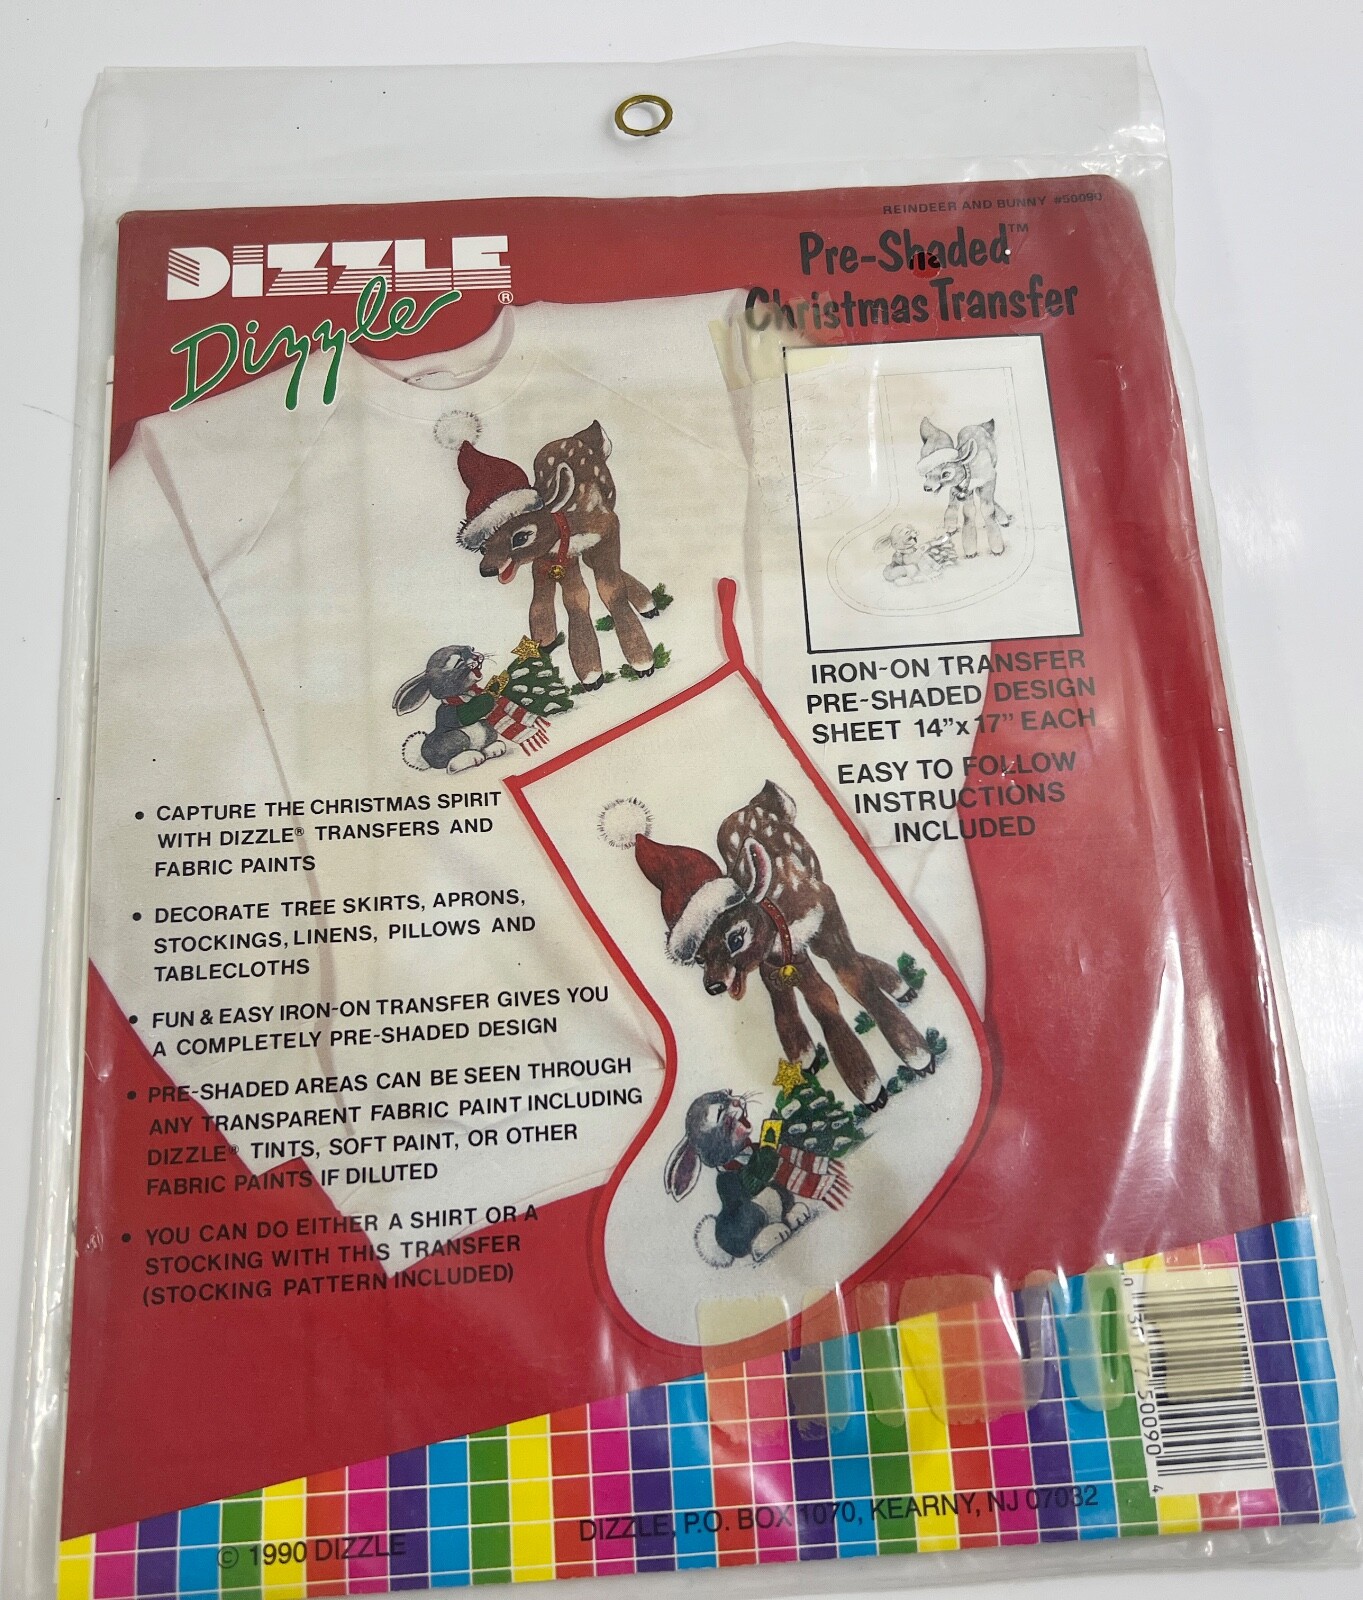 REINDEER AND BUNNY #50090
DIZZLE®
Dizzle
Pre-Shaded™
Christmas Transfer
IRON-ON TRANSFER
PRE-SHADED DESIGN
SHEET 14"x17" EACH
EASY TO FOLLOW
INSTRUCTIONS
INCLUDED
• CAPTURE THE CHRISTMAS SPIRIT
WITH DIZZLE® TRANSFERS AND
FABRIC PAINTS
• DECORATE TREE SKIRTS, APRONS,
STOCKINGS, LINENS, PILLOWS AND
TABLECLOTHS
• FUN & EASY IRON-ON TRANSFER GIVES YOU
A COMPLETELY PRE-SHADED DESIGN
• PRE-SHADED AREAS CAN BE SEEN THROUGH
ANY TRANSPARENT FABRIC PAINT INCLUDING
DIZZLE® TINTS, SOFT PAINT, OR OTHER
FABRIC PAINTS IF DILUTED
• YOU CAN DO EITHER A SHIRT OR A
STOCKING WITH THIS TRANSFER
(STOCKING PATTERN INCLUDED)
0 30177 50090 4
© 1990 DIZZLE
DIZZLE, P.O. BOX 1070, KEARNY, NJ 07032